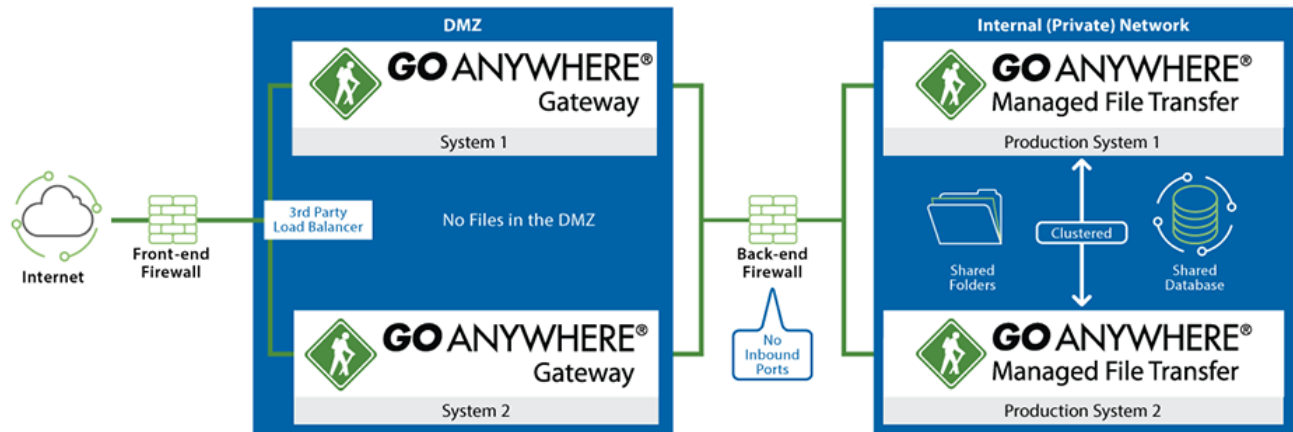 DMZ
GO ANYWHERE®
Gateway
System 1
3rd Party
Load Balancer
No Files in the DMZ
Internet
Front-end
Firewall
GO ANYWHERE®
Gateway
System 2
Back-end
Firewall
No
Inbound
Ports
Internal (Private) Network
GO ANYWHERE®
Managed File Transfer
Production System 1
Shared
Folders
Clustered
Shared
Database
GO ANYWHERE®
Managed File Transfer
Production System 2